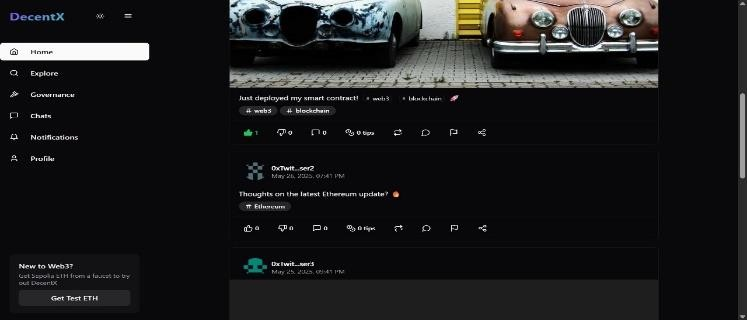 DecentX
Home
Explore
Governance
Chats
Notifications
Profile
New to Web3?
Get Sepolia ETH from a faucet to try
out DecentX
Get Test ETH
Just deployed my smart contract! # web3 # blockchain 🚀
# web3 # blockchain
1 0 0 0 tips
0xTwit...ser2
May 26, 2025, 07:41 PM
Thoughts on the latest Ethereum update? 🔥
# Ethereum
0 0 0 0 tips
0xTwit...ser3
May 25, 2025, 09:41 PM